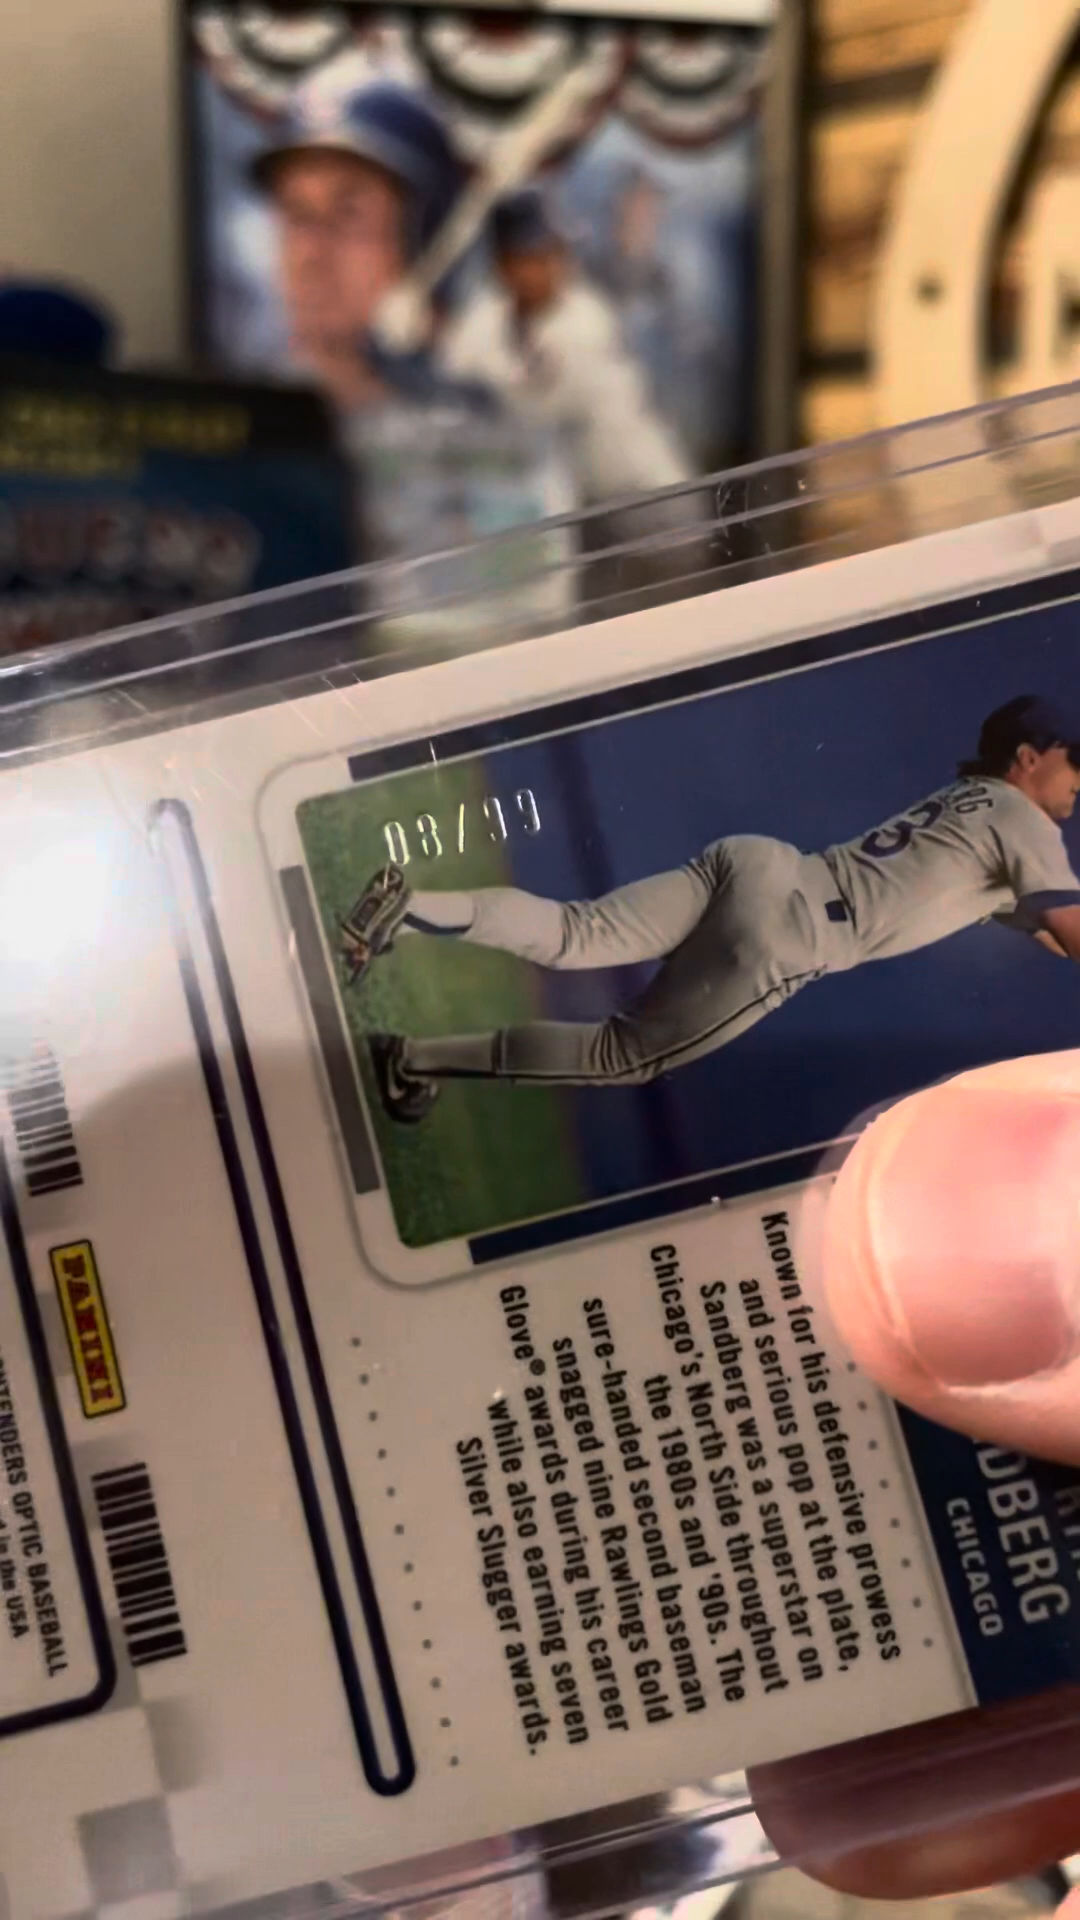 08/99
Known for his defensive prowess
and serious pop at the plate,
Sandberg was a superstar on
Chicago's North Side throughout
the 1980s and '90s. The
sure-handed second baseman
snagged nine Rawlings Gold
Glove® awards during his career
while also earning seven
Silver Slugger awards.
DBERG
CHICAGO
PANINI
NTENDERS OPTIC BASEBALL
in the USA